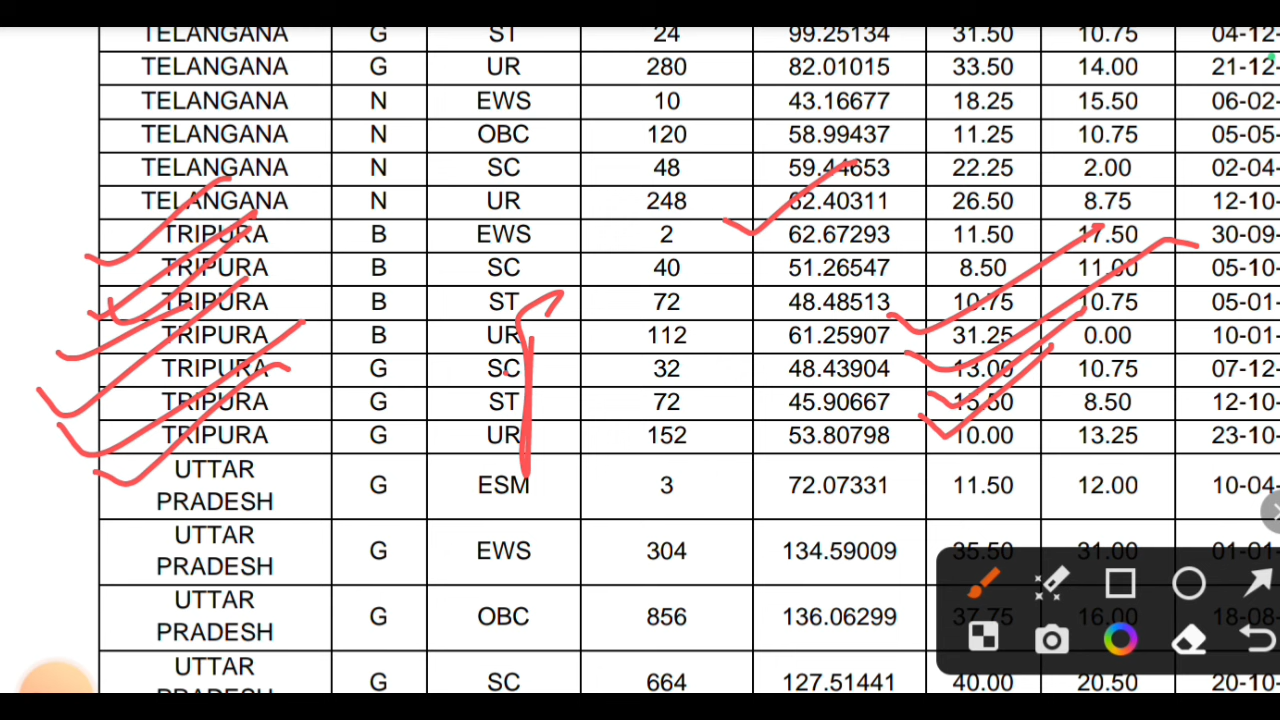 TELANGANA G ST 24 99.25134 31.50 10.75 04-12-
TELANGANA G UR 280 82.01015 33.50 14.00 21-12-
TELANGANA N EWS 10 43.16677 18.25 15.50 06-02-
TELANGANA N OBC 120 58.99437 11.25 10.75 05-05-
TELANGANA N SC 48 59.44653 22.25 2.00 02-04-
TELANGANA N UR 248 62.40311 26.50 8.75 12-10-
TRIPURA B EWS 2 62.67293 11.50 17.50 30-09-
TRIPURA B SC 40 51.26547 8.50 11.00 05-10-
TRIPURA B ST 72 48.48513 10.75 10.75 05-01-
TRIPURA B UR 112 61.25907 31.25 0.00 10-01-
TRIPURA G SC 32 48.43904 13.00 10.75 07-12-
TRIPURA G ST 72 45.90667 15.50 8.50 12-10-
TRIPURA G UR 152 53.80798 10.00 13.25 23-10-
UTTAR
PRADESH G ESM 3 72.07331 11.50 12.00 10-04-
UTTAR
PRADESH G EWS 304 134.59009 35.50 31.00 01-01-
UTTAR
PRADESH G OBC 856 136.06299 37.75 16.00 18-08-
UTTAR
PRADESH G SC 664 127.51441 40.00 20.50 20-10-